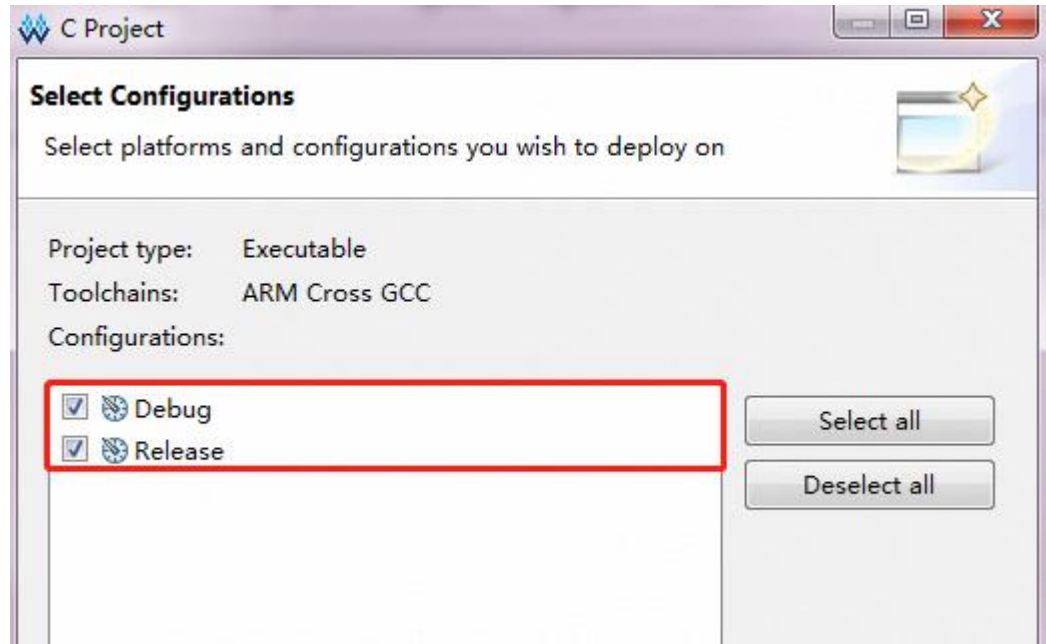 C Project
Select Configurations
Select platforms and configurations you wish to deploy on
Project type: Executable
Toolchains: ARM Cross GCC
Configurations:
Debug
Release
Select all
Deselect all